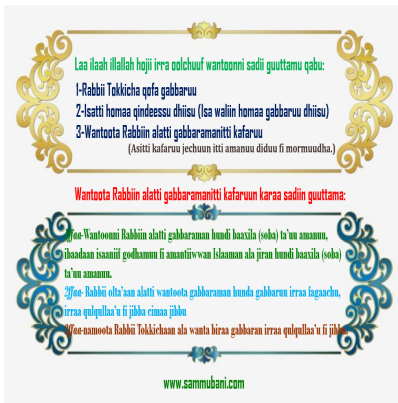 Laa ilaah illallah hojii irra oolchuuf wantoonni sadii guuttamu qabu:
1-Rabbii Tokkicha qofa gabbaruu
2-Isatti homaa qindeessu dhiisu (Isa waliin homaa gabbaruu dhiisu)
3-Wantoota Rabbiin alatti gabbaramanitti kafaruu
(Asitti kafaruu jechuun itti amanuu diduu fi mormuudha.)
Wantoota Rabbiin alatti gabbaramanitti kafaruun karaa sadiin guuttama:
1ffaa-Wantoonni Rabbiin alatti gabbaraman hundi baaxila (soba) ta'uu amanuu,
ibaadaan isaaniif godhamuu fi amantiiwwan Islaaman ala jiran hundi baaxila (soba)
ta'uu amanuu.
2ffaa- Rabbii olta'aan alatti wantoota gabbaraman hunda gabbaruu irraa fagaachu,
irraa qulqullaa'u fi jibba cimaa jibbu
3ffaa-namoota Rabbii Tokkichaan ala wanta biraa gabbaran irraa qulqullaa'u fi jibbu.
www.sammubani.com